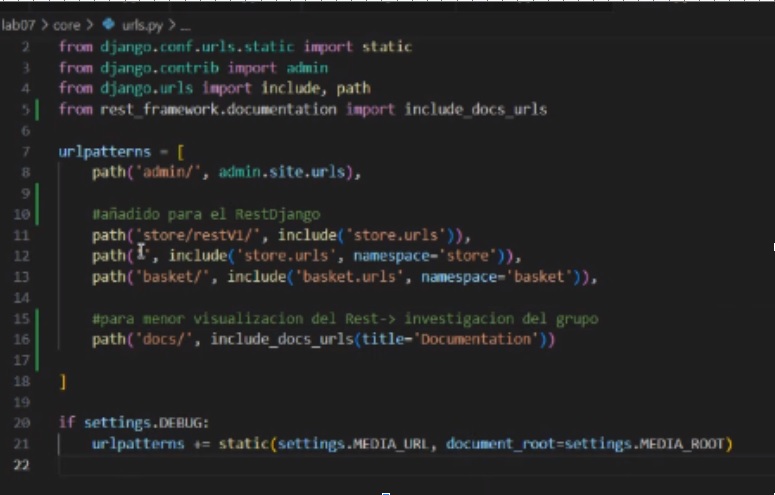 lab07 > core > urls.py > ...
2 from django.conf.urls.static import static
3 from django.contrib import admin
4 from django.urls import include, path
5 from rest_framework.documentation import include_docs_urls
6
7 urlpatterns = [
8 path('admin/', admin.site.urls),
9
10 #añadido para el RestDjango
11 path('store/restV1/', include('store.urls')),
12 path('', include('store.urls', namespace='store')),
13 path('basket/', include('basket.urls', namespace='basket')),
14
15 #para menor visualizacion del Rest-> investigacion del grupo
16 path('docs/', include_docs_urls(title='Documentation'))
17
18 ]
19
20 if settings.DEBUG:
21 urlpatterns += static(settings.MEDIA_URL, document_root=settings.MEDIA_ROOT)
22